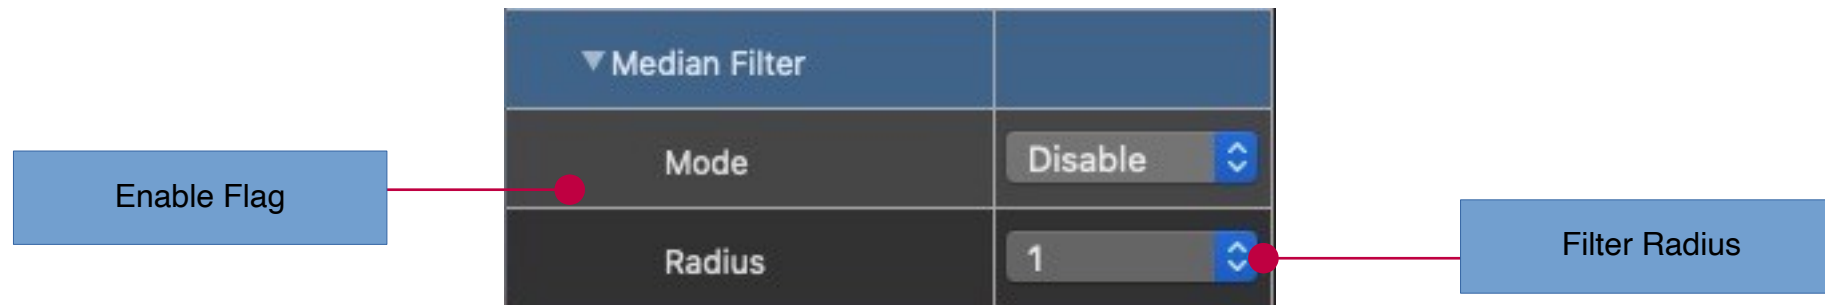 Median Filter
Mode
Disable
Enable Flag
Radius
1
Filter Radius